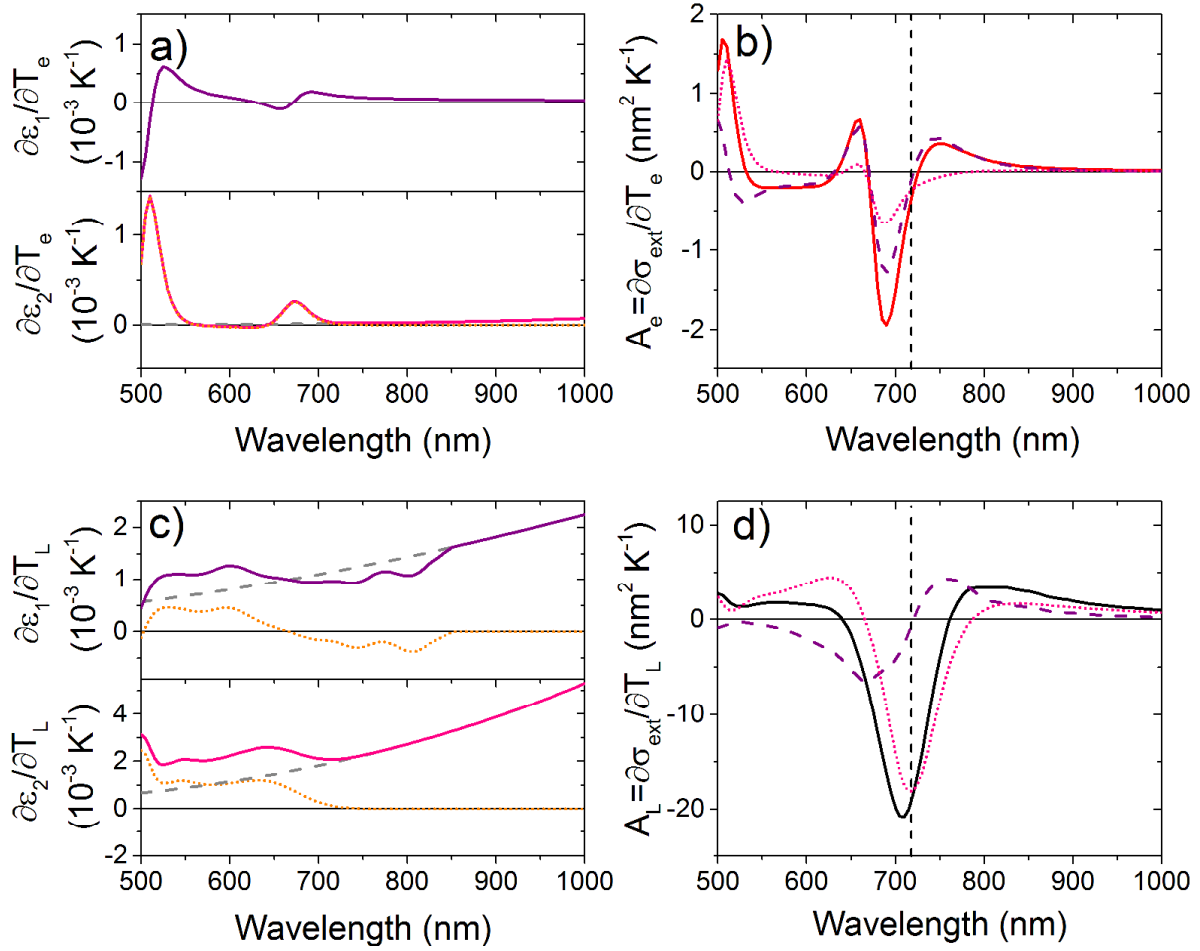 a)
∂ε₁/∂Tₑ
(10⁻³ K⁻¹)
1
0
-1
∂ε₂/∂Tₑ
(10⁻³ K⁻¹)
1
0
500 600 700 800 900 1000
Wavelength (nm)
b)
Aₑ=∂σₑₓₜ/∂Tₑ (nm² K⁻¹)
2
1
0
-1
-2
500 600 700 800 900 1000
Wavelength (nm)
c)
∂ε₁/∂T_L
(10⁻³ K⁻¹)
2
1
0
∂ε₂/∂T_L
(10⁻³ K⁻¹)
4
2
0
-2
500 600 700 800 900 1000
Wavelength (nm)
d)
A_L=∂σₑₓₜ/∂T_L (nm² K⁻¹)
10
0
-10
-20
500 600 700 800 900 1000
Wavelength (nm)